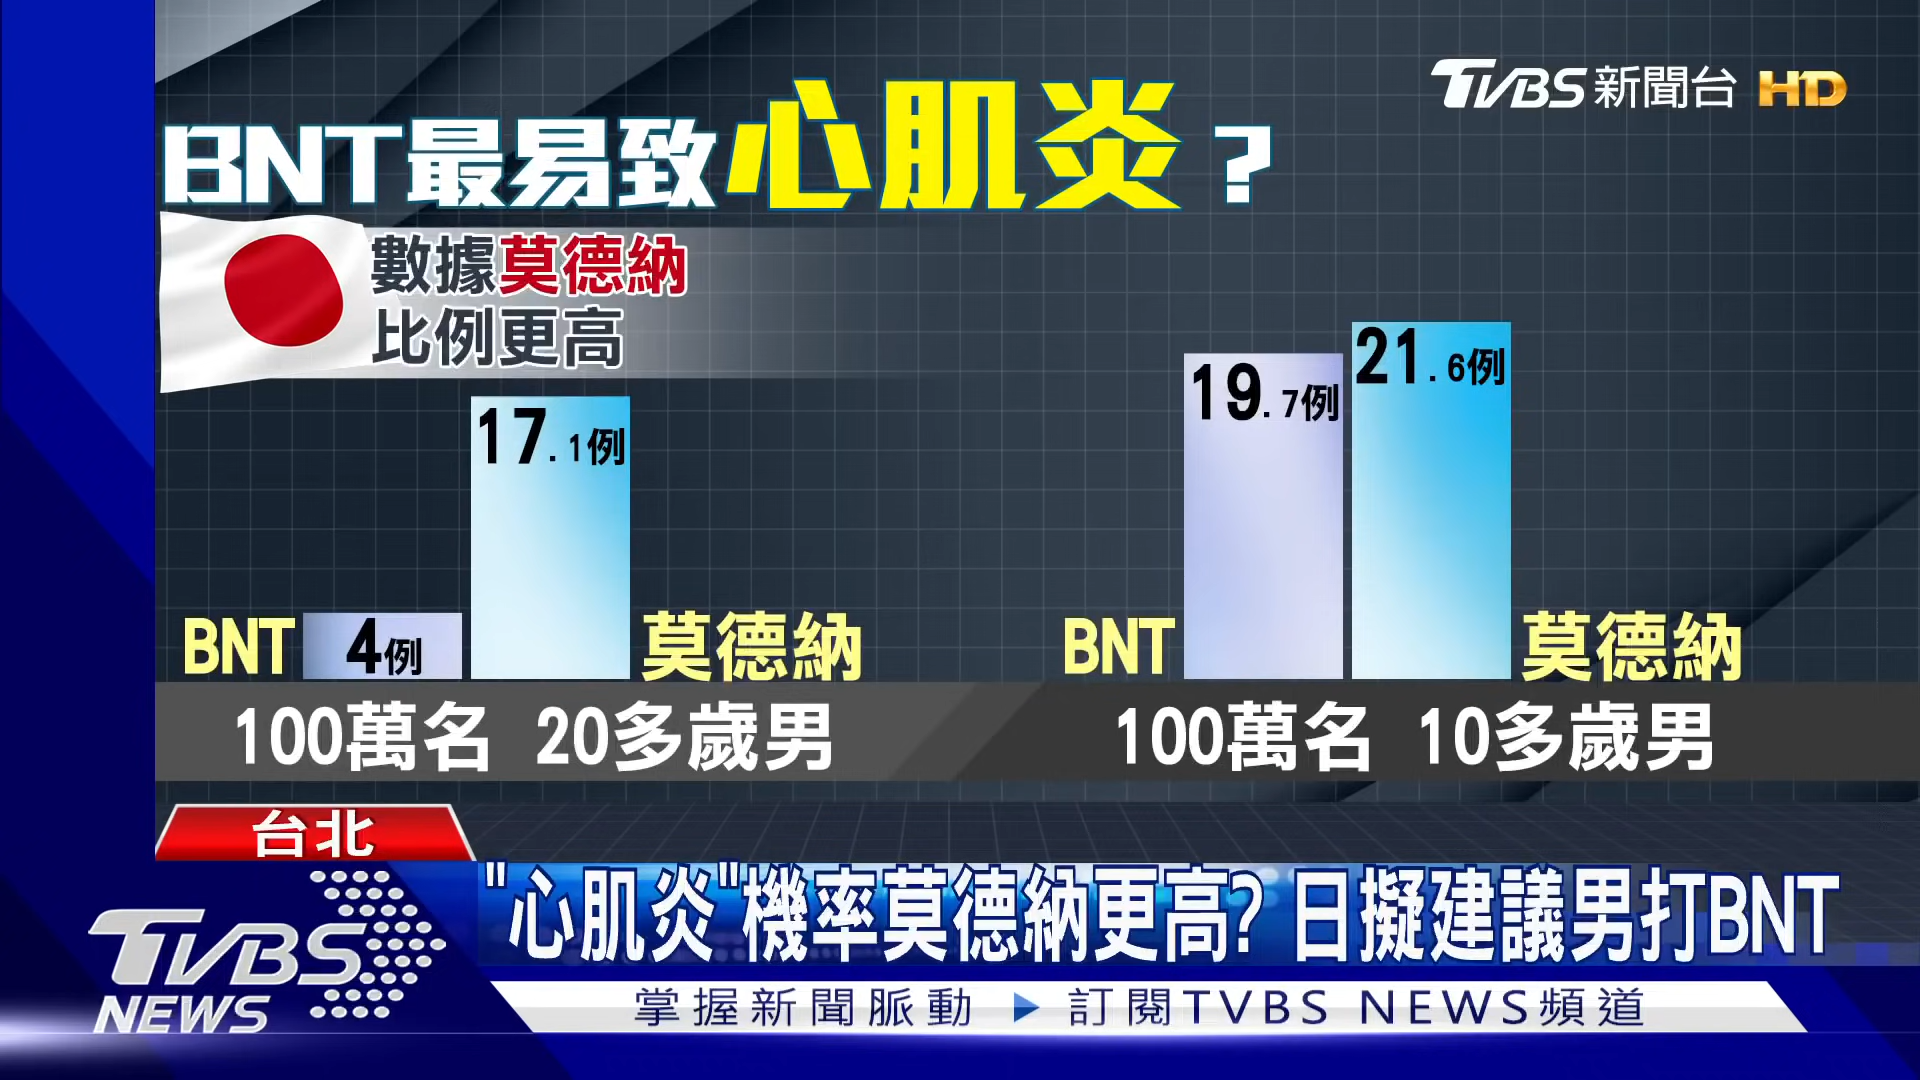 TVBS新聞台 HD
BNT最易致心肌炎?
數據莫德納
比例更高
BNT 4例 17.1例 莫德納
100萬名 20多歲男
BNT 19.7例 21.6例 莫德納
100萬名 10多歲男
台北
"心肌炎"機率莫德納更高? 日擬建議男打BNT
TVBS
NEWS
掌握新聞脈動 ▶ 訂閱TVBS NEWS頻道